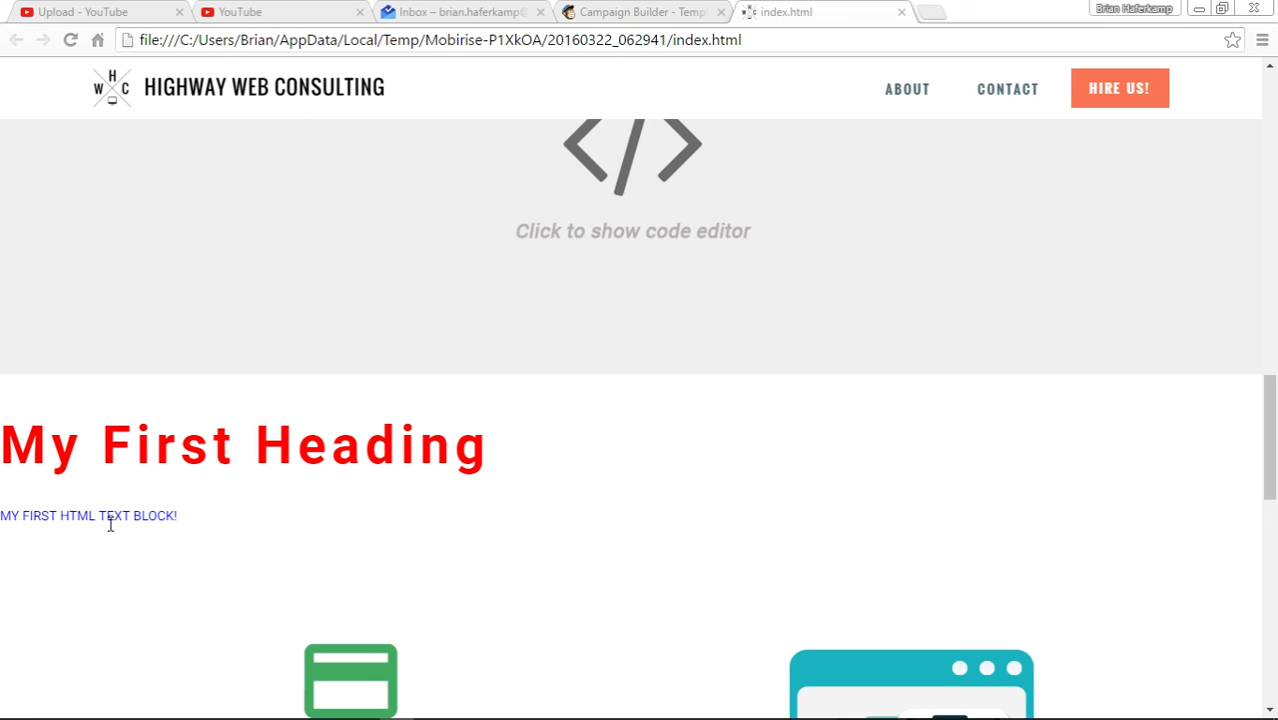 Upload - YouTube
YouTube
Inbox – brian.haferkamp@
Campaign Builder - Templ
index.html
Brian Haferkamp
file:///C:/Users/Brian/AppData/Local/Temp/Mobirise-P1XkOA/20160322_062941/index.html
H
W C
HIGHWAY WEB CONSULTING
ABOUT
CONTACT
HIRE US!
</>
Click to show code editor
My First Heading
MY FIRST HTML TEXT BLOCK!